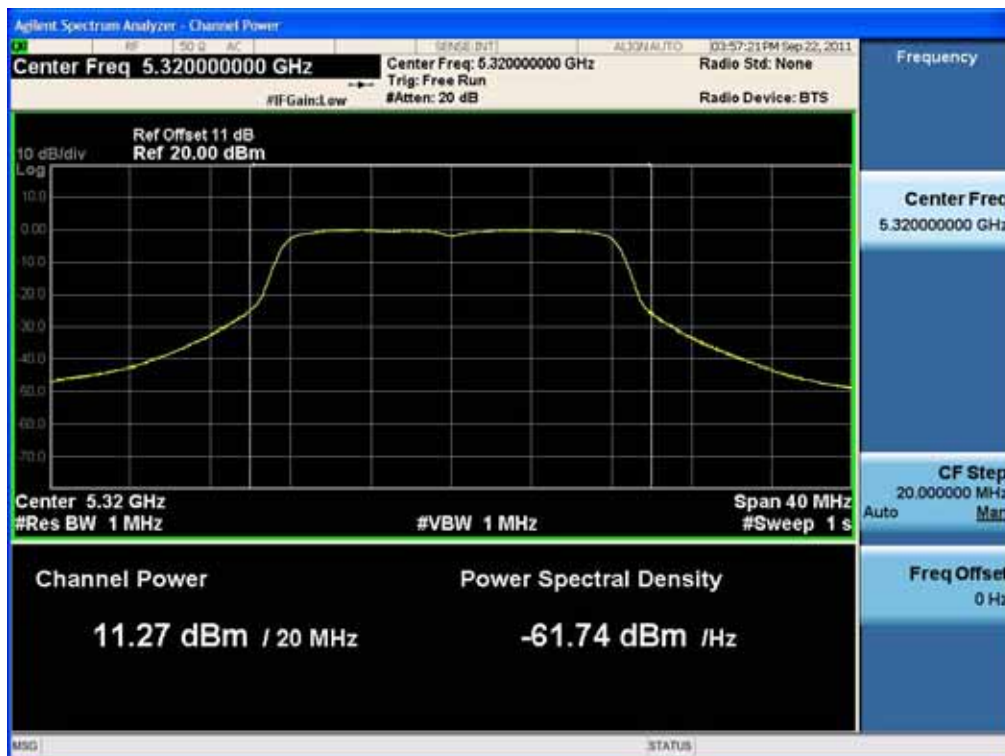 Agilent Spectrum Analyzer - Channel Power
RF 50 Ω AC SENSE:INT ALIGN AUTO 03:57:21 PM Sep 22, 2011
Center Freq 5.320000000 GHz
Center Freq: 5.320000000 GHz
Radio Std: None
Trig: Free Run
#IFGain:Low
#Atten: 20 dB
Radio Device: BTS
Ref Offset 11 dB
10 dB/div
Ref 20.00 dBm
Log
10.0
0.00
-10.0
-20.0
-30.0
-40.0
-50.0
-60.0
-70.0
Center 5.32 GHz
Span 40 MHz
#Res BW 1 MHz
#VBW 1 MHz
#Sweep 1 s
Channel Power
Power Spectral Density
11.27 dBm / 20 MHz
-61.74 dBm /Hz
MSG
STATUS
Frequency
Center Freq
5.320000000 GHz
CF Step
20.000000 MHz
Auto Man
Freq Offset
0 Hz